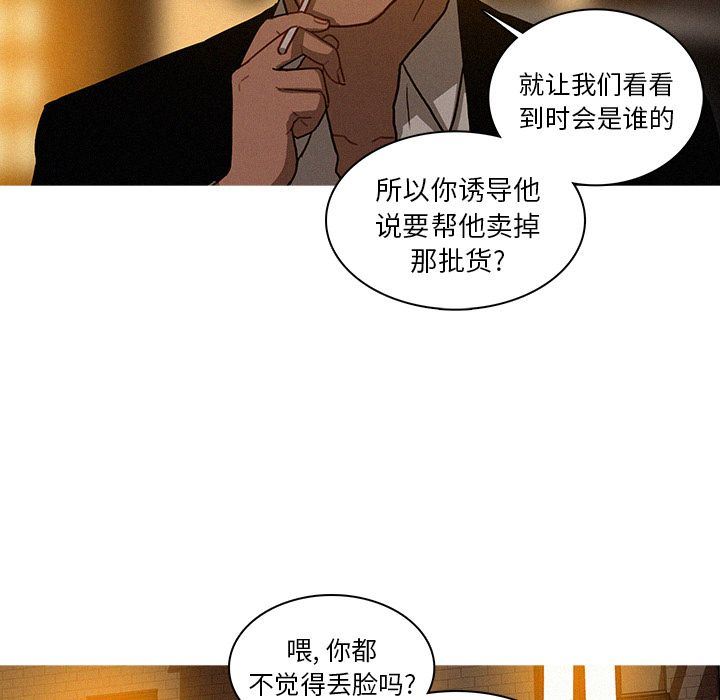 就让我们看看
到时会是谁的
所以你诱导他
说要帮他卖掉
那批货?
喂, 你都
不觉得丢脸吗?